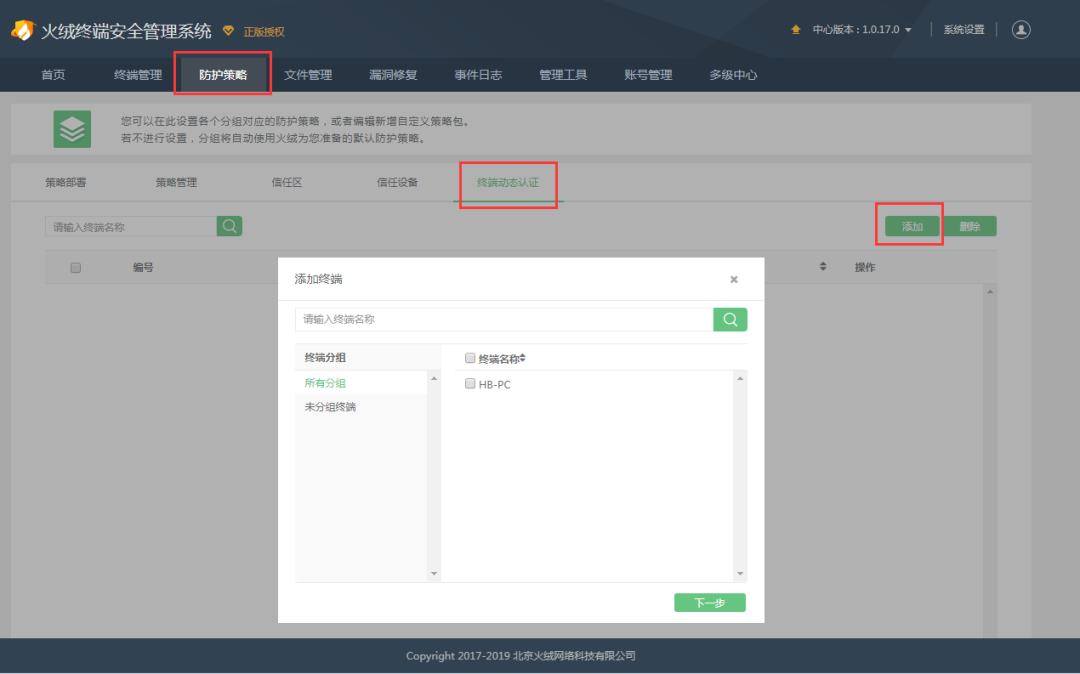 火绒终端安全管理系统 正版授权 中心版本：1.0.17.0 系统设置
首页 终端管理 防护策略 文件管理 漏洞修复 事件日志 管理工具 账号管理 多级中心
您可以在此设置各个分组对应的防护策略，或者编辑新增自定义策略包。
若不进行设置，分组将自动使用火绒为您准备的默认防护策略。
策略部署 策略管理 信任区 信任设备 终端动态认证
请输入终端名称 添加 删除
编号 操作
添加终端
请输入终端名称
终端分组 终端名称
所有分组 HB-PC
未分组终端
下一步
Copyright 2017-2019 北京火绒网络科技有限公司